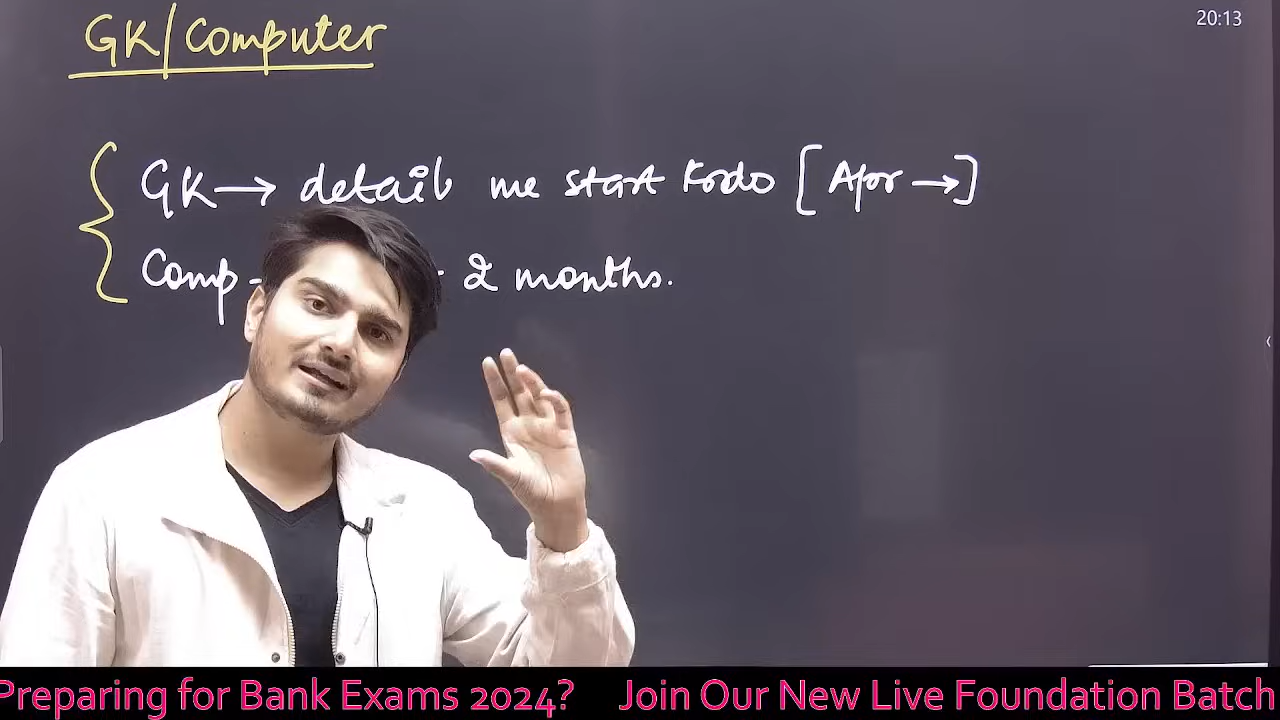 GK/Computer
20:13
GK → detail me start krdo [Apr →]
Comp - 2 months.
Preparing for Bank Exams 2024? Join Our New Live Foundation Batch